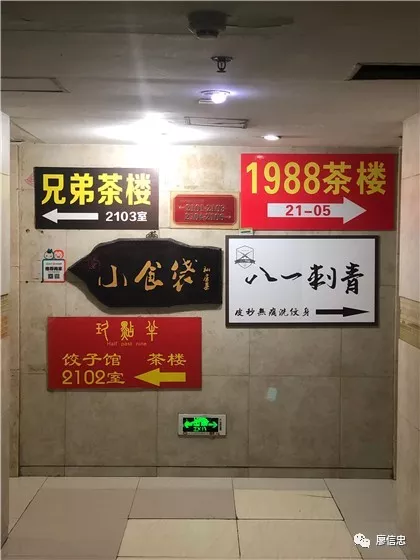 兄弟茶楼
2103室
1988茶楼
21-05
小食袋
八一刺青
皮秒無痕洗纹身
玖點半
Half past nine
饺子馆 茶楼
2102室
廖信忠